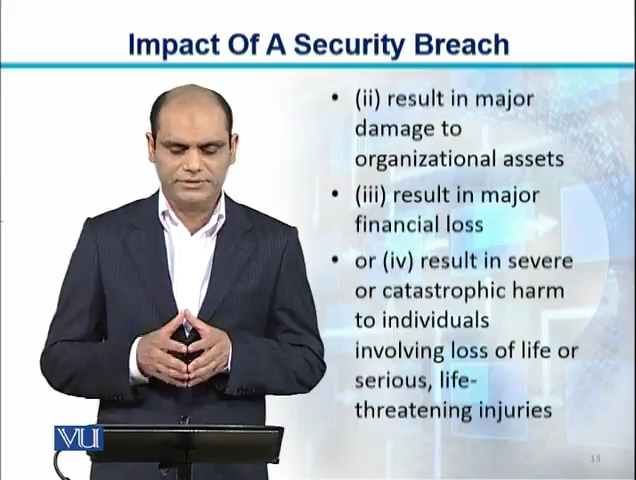 Impact Of A Security Breach
• (ii) result in major
damage to
organizational assets
• (iii) result in major
financial loss
• or (iv) result in severe
or catastrophic harm
to individuals
involving loss of life or
serious, life-
threatening injuries
VU
13